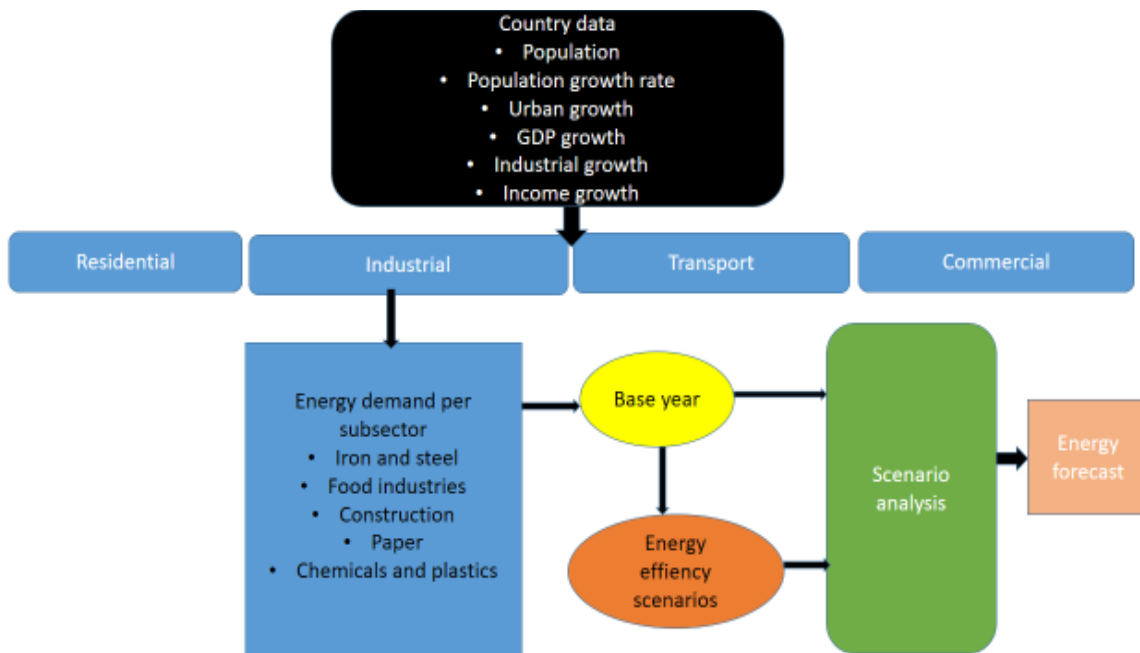 Country data
• Population
• Population growth rate
• Urban growth
• GDP growth
• Industrial growth
• Income growth
Residential
Industrial
Transport
Commercial
Energy demand per
subsector
• Iron and steel
• Food industries
• Construction
• Paper
• Chemicals and plastics
Base year
Energy
effiency
scenarios
Scenario
analysis
Energy
forecast